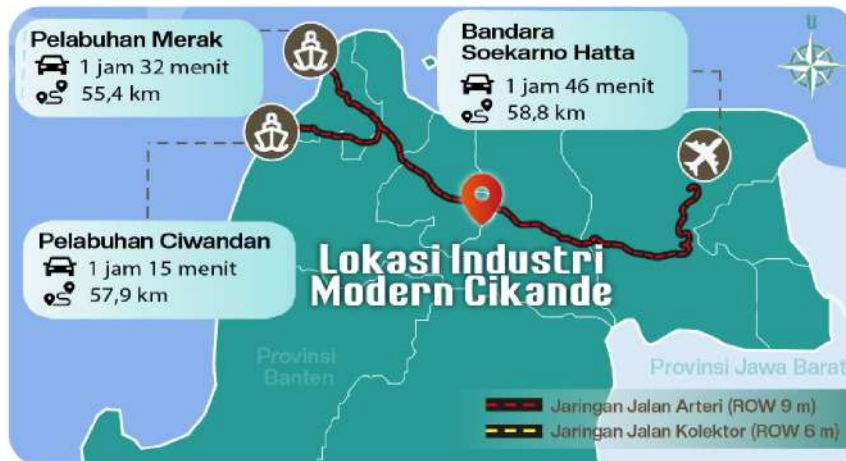 Pelabuhan Merak
1 jam 32 menit
55,4 km
Bandara
Soekarno Hatta
1 jam 46 menit
58,8 km
U
Pelabuhan Ciwandan
1 jam 15 menit
57,9 km
Lokasi Industri
Modern Cikande
Provinsi
Banten
Provinsi Jawa Barat
Jaringan Jalan Arteri (ROW 9 m)
Jaringan Jalan Kolektor (ROW 6 m)